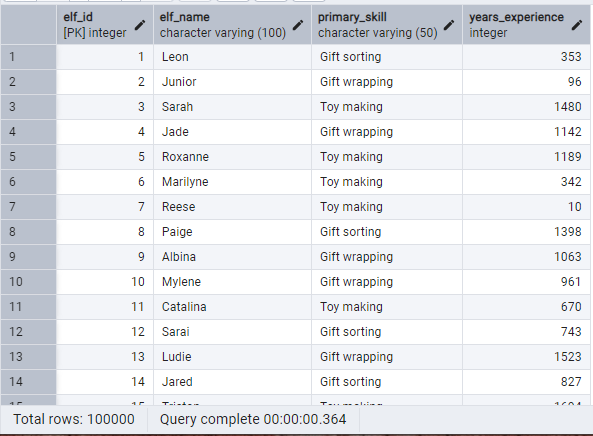 elf_id elf_name primary_skill years_experience
[PK] integer character varying (100) character varying (50) integer
1 1 Leon Gift sorting 353
2 2 Junior Gift wrapping 96
3 3 Sarah Toy making 1480
4 4 Jade Gift wrapping 1142
5 5 Roxanne Toy making 1189
6 6 Marilyne Toy making 342
7 7 Reese Toy making 10
8 8 Paige Gift sorting 1398
9 9 Albina Gift wrapping 1063
10 10 Mylene Gift wrapping 961
11 11 Catalina Toy making 670
12 12 Sarai Gift sorting 743
13 13 Ludie Gift wrapping 1523
14 14 Jared Gift sorting 827
15 15 Toy making
Total rows: 100000 Query complete 00:00:00.364